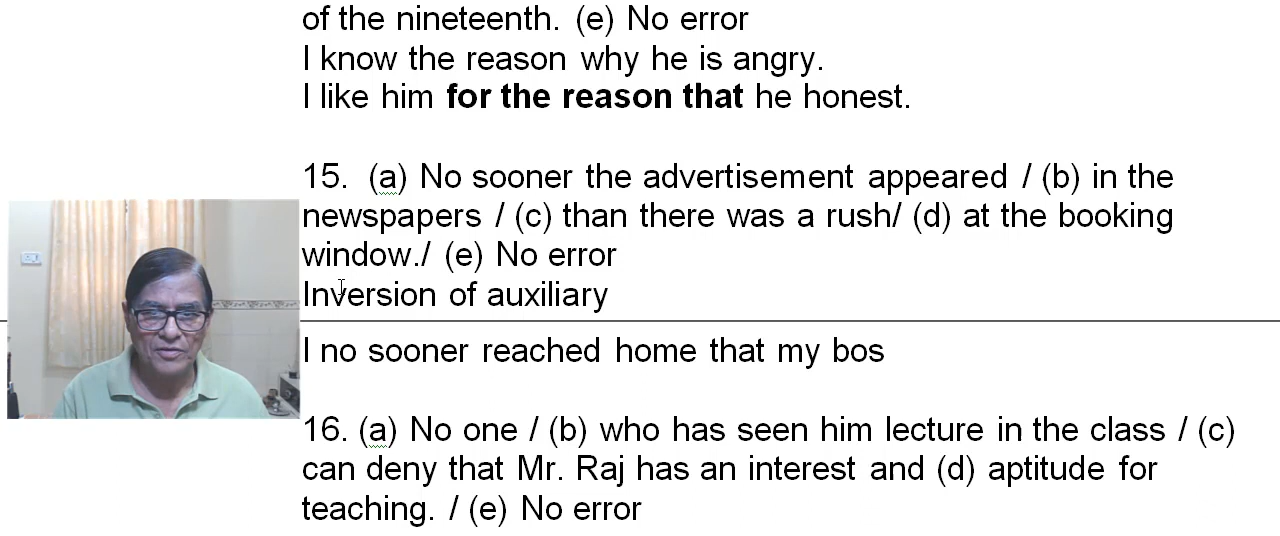 of the nineteenth. (e) No error
I know the reason why he is angry.
I like him for the reason that he honest.
15. (a) No sooner the advertisement appeared / (b) in the
newspapers / (c) than there was a rush/ (d) at the booking
window./ (e) No error
Inversion of auxiliary
I no sooner reached home that my bos
16. (a) No one / (b) who has seen him lecture in the class / (c)
can deny that Mr. Raj has an interest and (d) aptitude for
teaching. / (e) No error